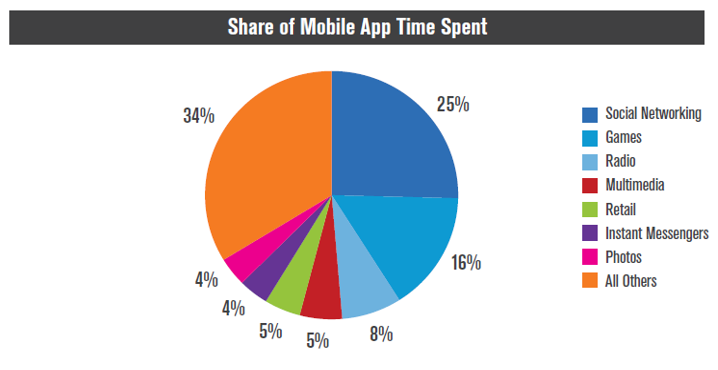 Share of Mobile App Time Spent
34%
25%
16%
8%
5%
5%
4%
4%
Social Networking
Games
Radio
Multimedia
Retail
Instant Messengers
Photos
All Others